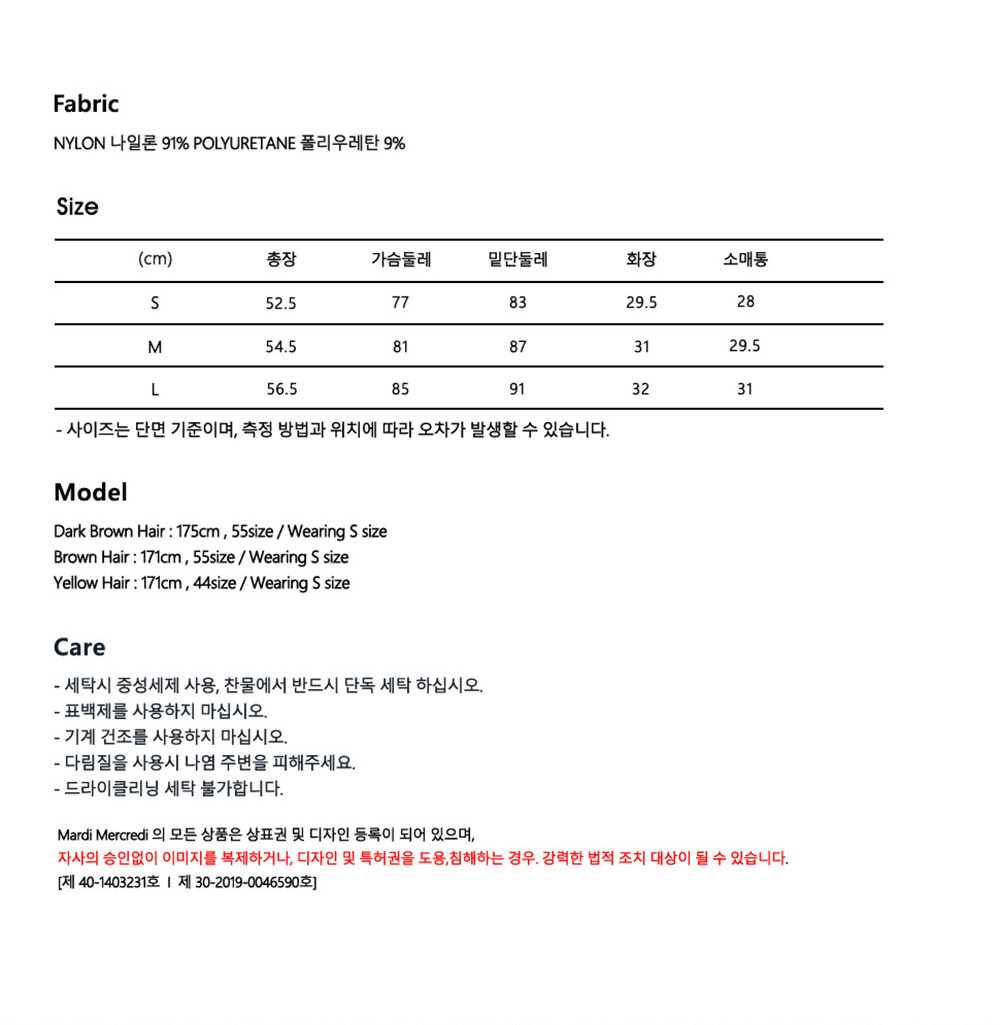 Fabric
NYLON 나일론 91% POLYURETANE 폴리우레탄 9%
Size
(cm) 총장 가슴둘레 밑단둘레 화장 소매통
S 52.5 77 83 29.5 28
M 54.5 81 87 31 29.5
L 56.5 85 91 32 31
- 사이즈는 단면 기준이며, 측정 방법과 위치에 따라 오차가 발생할 수 있습니다.
Model
Dark Brown Hair : 175cm , 55size / Wearing S size
Brown Hair : 171cm , 55size / Wearing S size
Yellow Hair : 171cm , 44size / Wearing S size
Care
- 세탁시 중성세제 사용, 찬물에서 반드시 단독 세탁 하십시오.
- 표백제를 사용하지 마십시오.
- 기계 건조를 사용하지 마십시오.
- 다림질을 사용시 나염 주변을 피해주세요.
- 드라이클리닝 세탁 불가합니다.
Mardi Mercredi 의 모든 상품은 상표권 및 디자인 등록이 되어 있으며,
자사의 승인없이 이미지를 복제하거나, 디자인 및 특허권을 도용,침해하는 경우. 강력한 법적 조치 대상이 될 수 있습니다.
[제 40-1403231호 I 제 30-2019-0046590호]